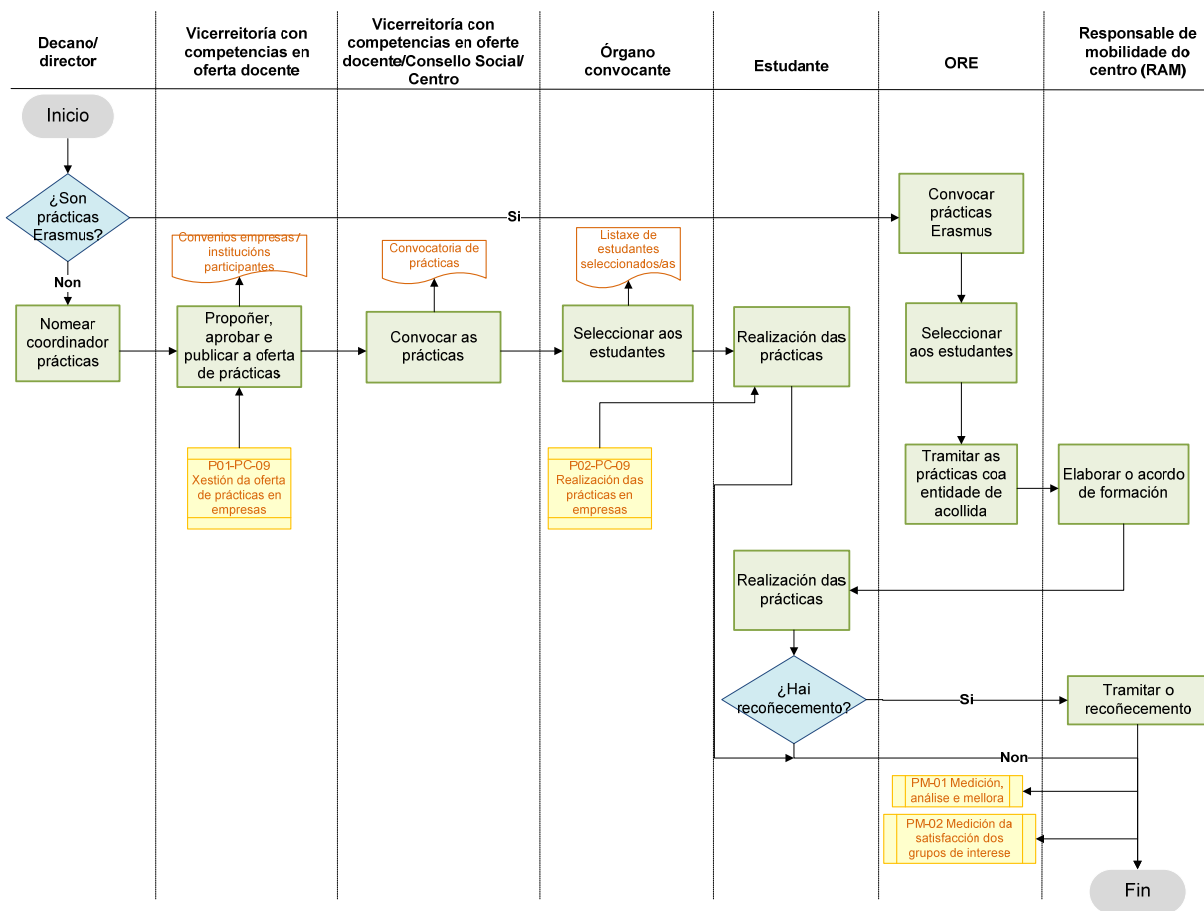 Decano/
director
Vicerreitoría con
competencias en
oferta docente
Vicerreitoría con
competencias en oferte
docente/Consello Social/
Centro
Órgano
convocante
Estudante
ORE
Responsable de
mobilidade do
centro (RAM)
Inicio
¿Son
prácticas
Erasmus?
Si
Non
Convocar
prácticas
Erasmus
Convenios empresas /
institucións
participantes
Convocatoria de
prácticas
Listaxe de
estudantes
seleccionados/as
Nomear
coordinador
prácticas
Propoñer,
aprobar e
publicar a oferta
de prácticas
Convocar as
prácticas
Seleccionar aos
estudantes
Realización das
prácticas
Seleccionar
aos estudantes
P01-PC-09
Xestión da oferta
de prácticas en
empresas
P02-PC-09
Realización das
prácticas en
empresas
Tramitar as
prácticas coa
entidade de
acollida
Elaborar o acordo
de formación
Realización das
prácticas
¿Hai
recoñecemento?
Si
Tramitar o
recoñecemento
Non
PM-01 Medición,
análise e mellora
PM-02 Medición da
satisfacción dos
grupos de interese
Fin